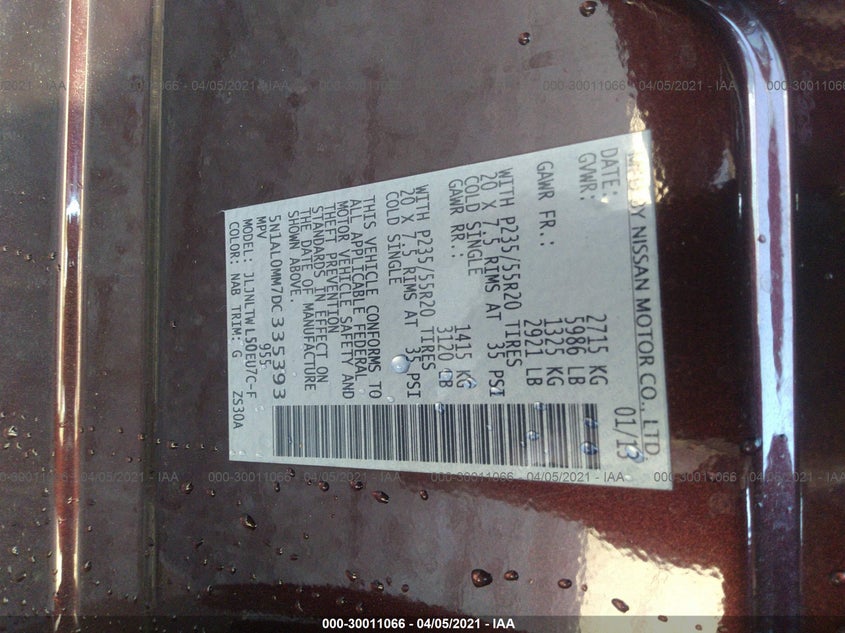 MFD BY NISSAN MOTOR CO., LTD.
DATE: 01/13
GVWR: 2715 KG
5986 LB
GAWR FR.: 1325 KG
2921 LB
WITH P235/55R20 TIRES
20 X 7.5 RIMS AT 35 PSI
COLD SINGLE
GAWR RR.: 1415 KG
3120 LB
WITH P235/55R20 TIRES
20 X 7.5 RIMS AT 35 PSI
COLD SINGLE
THIS VEHICLE CONFORMS TO
ALL APPLICABLE FEDERAL
MOTOR VEHICLE SAFETY AND
THEFT PREVENTION
STANDARDS IN EFFECT ON
THE DATE OF MANUFACTURE
SHOWN ABOVE.
5N1AL0MM7DC335393
MPV 955
MODEL: JLJNLTWL50EU7C-F
COLOR: NAB TRIM: G ZS30A
000-30011066 - 04/05/2021 - IAA